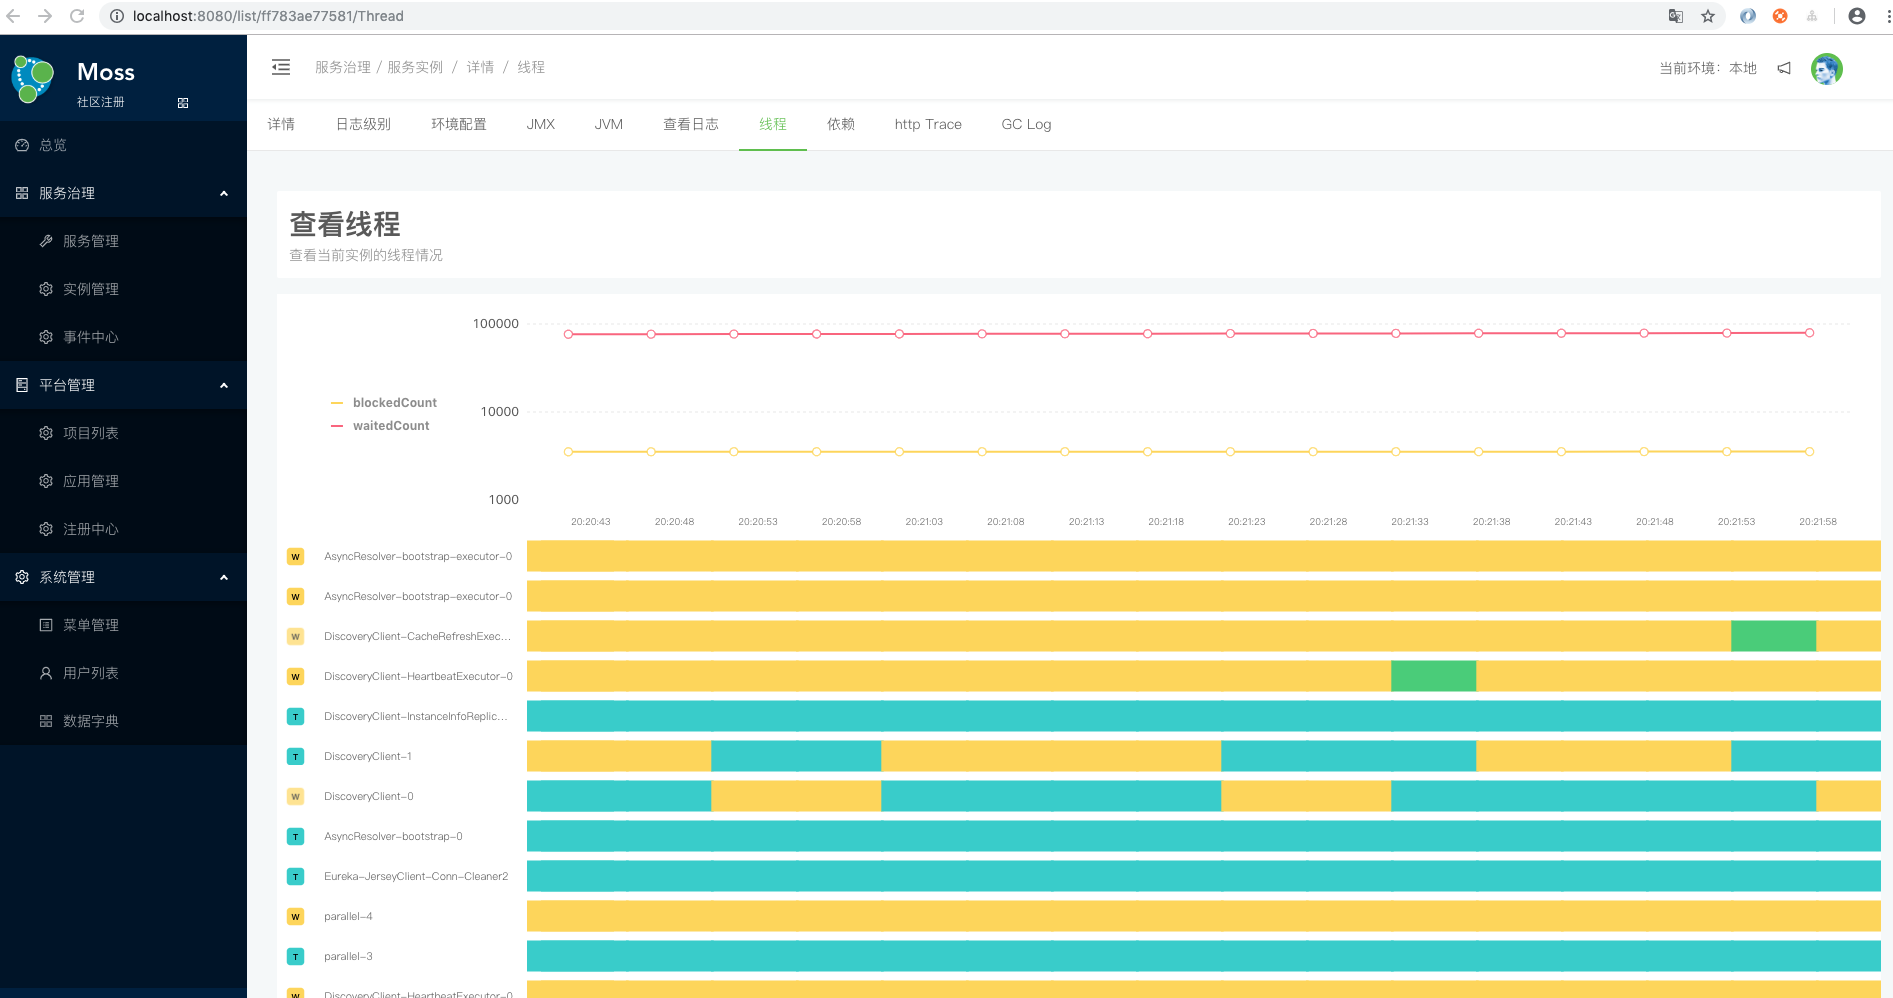 localhost:8080/list/ff783ae77581/Thread
Moss
社区注册
总览
服务治理
服务管理
实例管理
事件中心
平台管理
项目列表
应用管理
注册中心
系统管理
菜单管理
用户列表
数据字典
服务治理 / 服务实例 / 详情 / 线程
当前环境：本地
详情 日志级别 环境配置 JMX JVM 查看日志 线程 依赖 http Trace GC Log
查看线程
查看当前实例的线程情况
blockedCount
waitedCount
100000
10000
1000
20:20:43 20:20:48 20:20:53 20:20:58 20:21:03 20:21:08 20:21:13 20:21:18 20:21:23 20:21:28 20:21:33 20:21:38 20:21:43 20:21:48 20:21:53 20:21:58
W AsyncResolver-bootstrap-executor-0
W AsyncResolver-bootstrap-executor-0
W DiscoveryClient-CacheRefreshExec...
W DiscoveryClient-HeartbeatExecutor-0
T DiscoveryClient-InstanceInfoReplic...
T DiscoveryClient-1
W DiscoveryClient-0
T AsyncResolver-bootstrap-0
T Eureka-JerseyClient-Conn-Cleaner2
W parallel-4
T parallel-3
W DiscoveryClient-HeartbeatExecutor-0